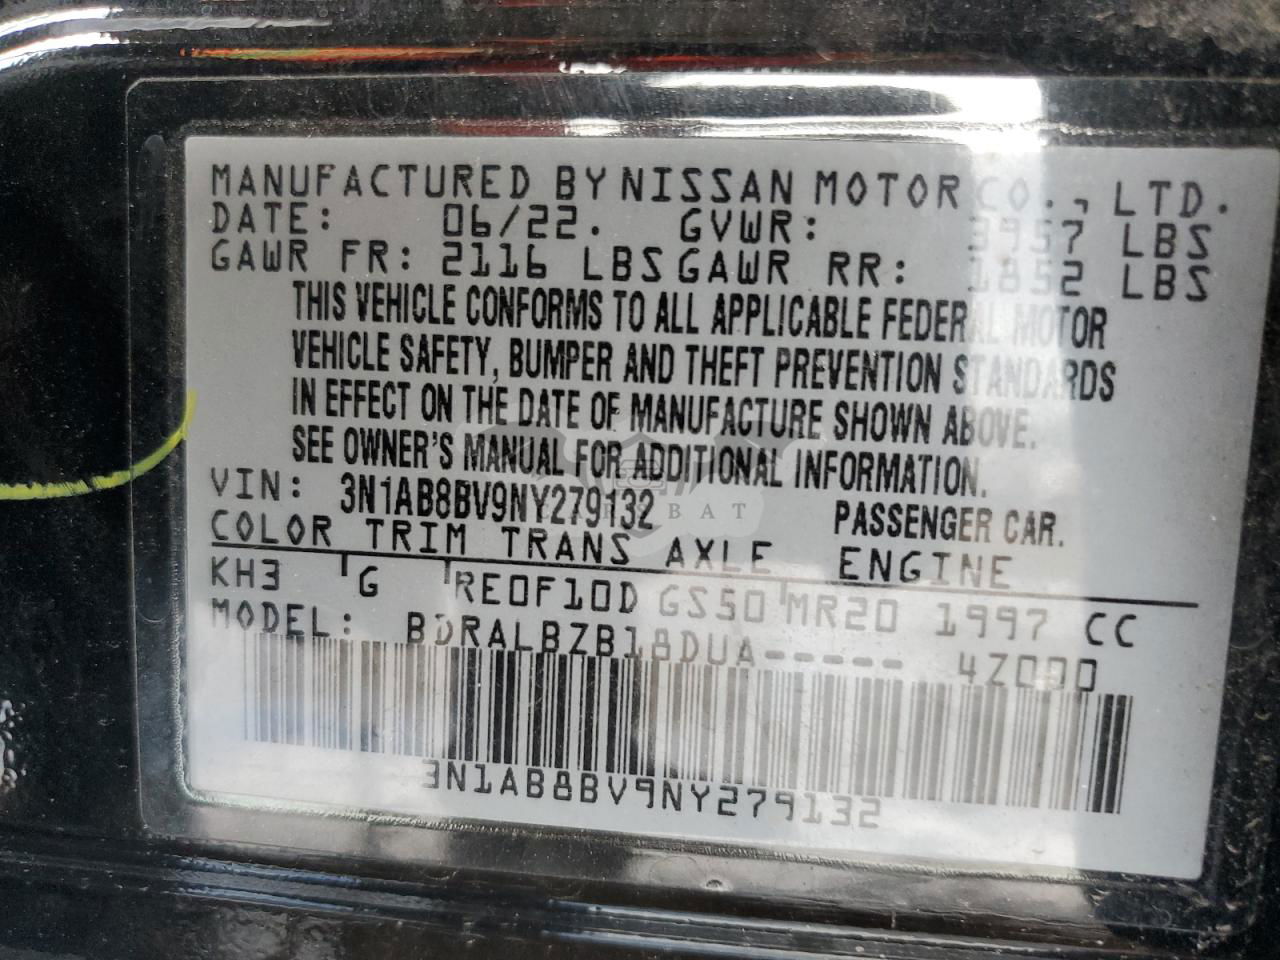 MANUFACTURED BY NISSAN MOTOR CO., LTD.
DATE: 06/22. GVWR: 3957 LBS
GAWR FR: 2116 LBS GAWR RR: 1852 LBS
THIS VEHICLE CONFORMS TO ALL APPLICABLE FEDERAL MOTOR
VEHICLE SAFETY, BUMPER AND THEFT PREVENTION STANDARDS
IN EFFECT ON THE DATE OF MANUFACTURE SHOWN ABOVE.
SEE OWNER'S MANUAL FOR ADDITIONAL INFORMATION.
VIN: 3N1AB8BV9NY279132 PASSENGER CAR.
CARSBAT
COLOR TRIM TRANS AXLE ENGINE
KH3 G RE0F10D GS50 MR20 1997 CC
MODEL: BDRALBZB18DUA----- 4Z000
3N1AB8BV9NY279132